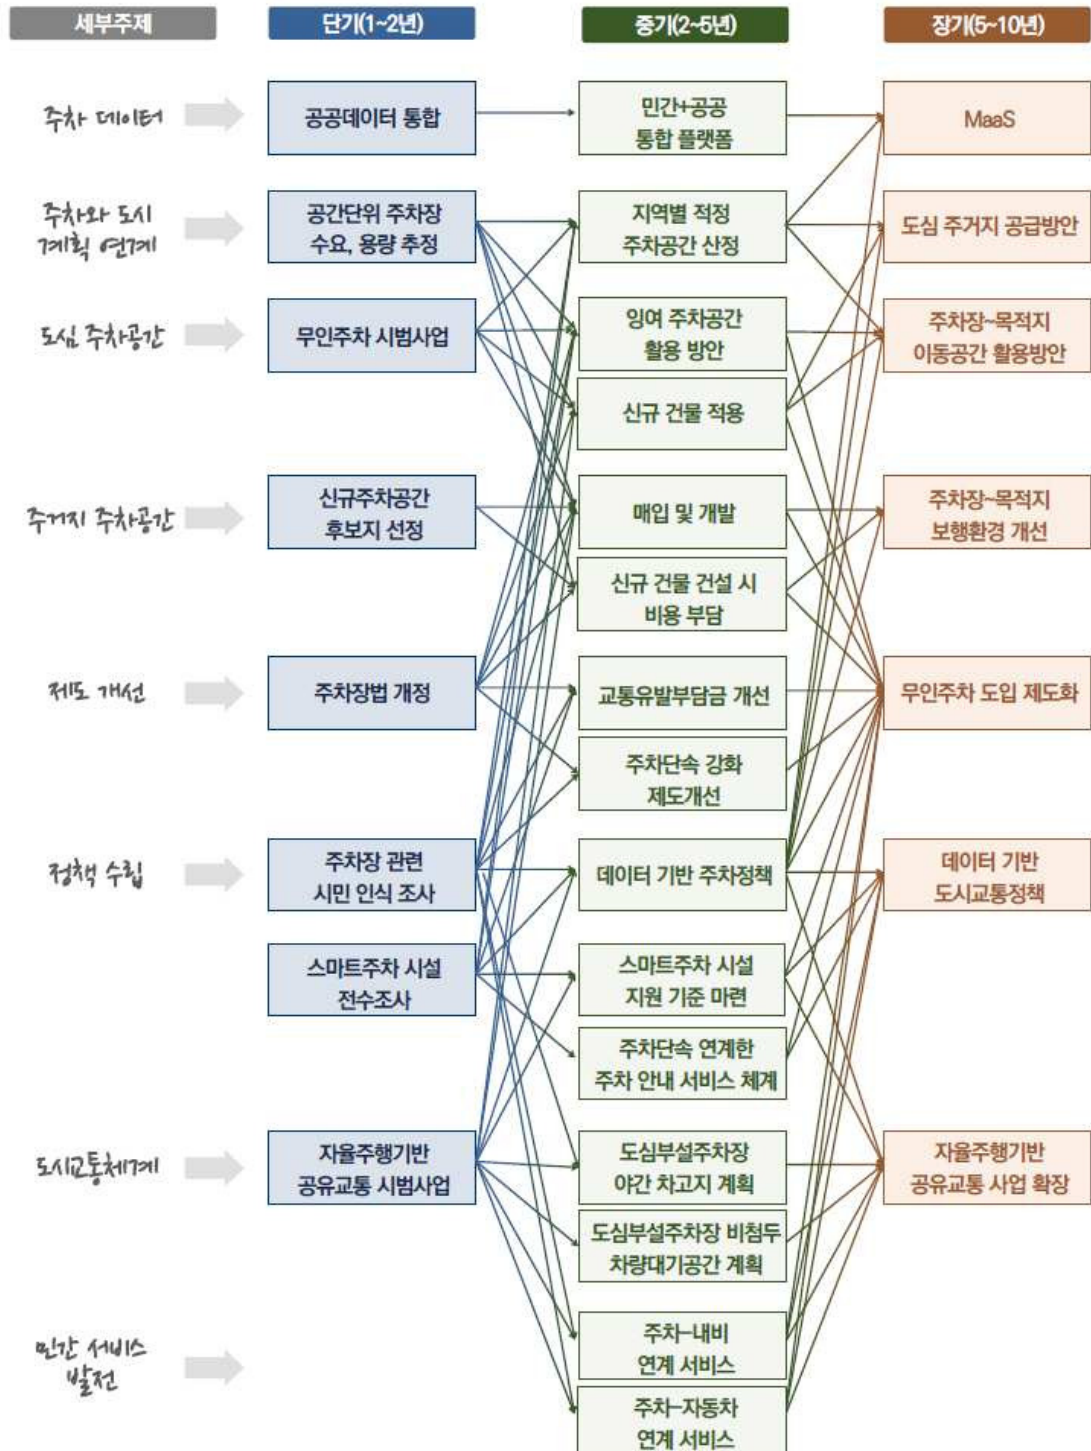 세부주제
단기(1~2년)
중기(2~5년)
장기(5~10년)
주차 데이터
공공데이터 통합
민간+공공
통합 플랫폼
MaaS
주차와 도시
계획 연계
공간단위 주차장
수요, 용량 추정
지역별 적정
주차공간 산정
도심 주거지 공급방안
도심 주차공간
무인주차 시범사업
잉여 주차공간
활용 방안
신규 건물 적용
주차장~목적지
이동공간 활용방안
주거지 주차공간
신규주차공간
후보지 선정
매입 및 개발
신규 건물 건설 시
비용 부담
주차장~목적지
보행환경 개선
제도 개선
주차장법 개정
교통유발부담금 개선
주차단속 강화
제도개선
무인주차 도입 제도화
정책 수립
주차장 관련
시민 인식 조사
스마트주차 시설
전수조사
데이터 기반 주차정책
스마트주차 시설
지원 기준 마련
주차단속 연계한
주차 안내 서비스 체계
데이터 기반
도시교통정책
도시교통체계
자율주행기반
공유교통 시범사업
도심부설주차장
야간 차고지 계획
도심부설주차장 비첨두
차량대기공간 계획
자율주행기반
공유교통 사업 확장
민간 서비스
발전
주차-내비
연계 서비스
주차-자동차
연계 서비스